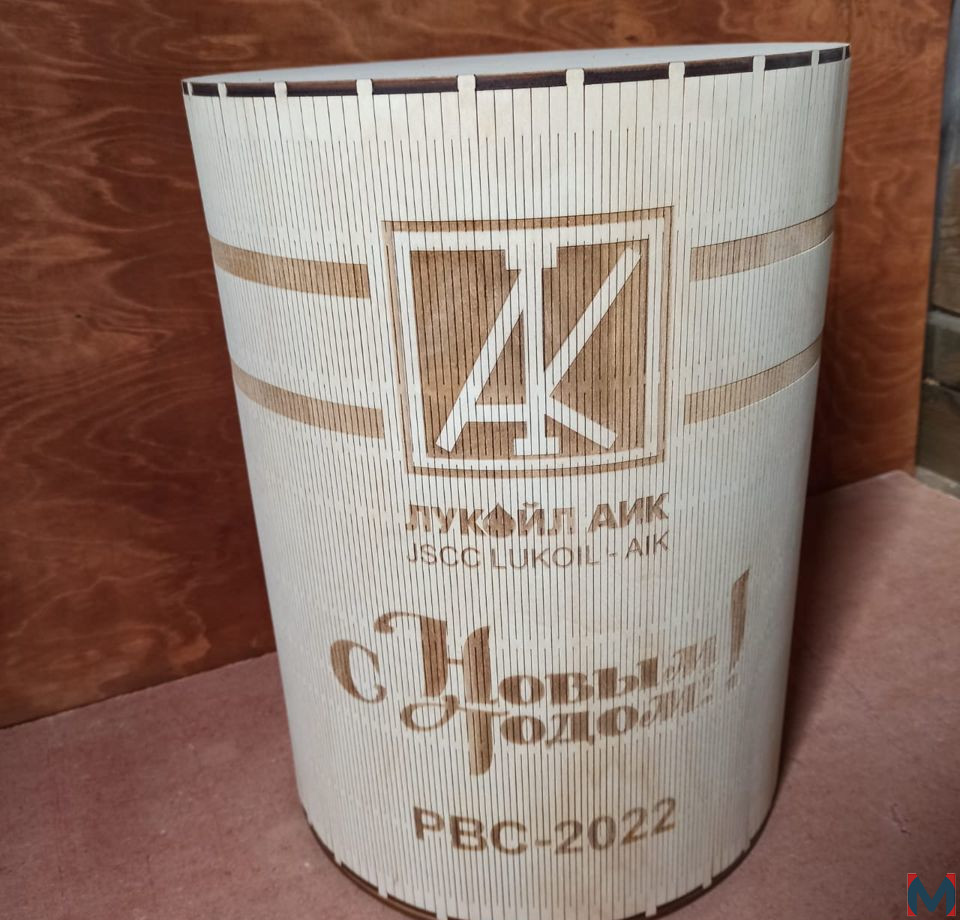 АК
ЛУКОЙЛ АИК
JSCC LUKOIL - AIK
С Новым
Годом!
РВС-2022
M